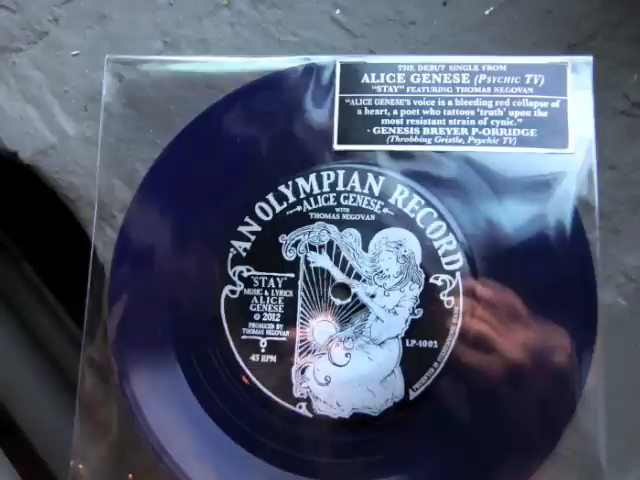 THE DEBUT SINGLE FROM
ALICE GENESE (PSYCHIC TV)
"STAY" FEATURING THOMAS NEGOVAN
"ALICE GENESE'S voice is a bleeding red collapse of
a heart, a poet who tattoos 'truth' upon the
most resistant strain of cynic."
- GENESIS BREYER P-ORRIDGE
(Throbbing Gristle, Psychic TV)
AN OLYMPIAN RECORD
ALICE GENESE
WITH
THOMAS NEGOVAN
"STAY"
MUSIC & LYRICS
ALICE
GENESE
© 2012
PRODUCED BY
THOMAS NEGOVAN
45 RPM
LP-1002